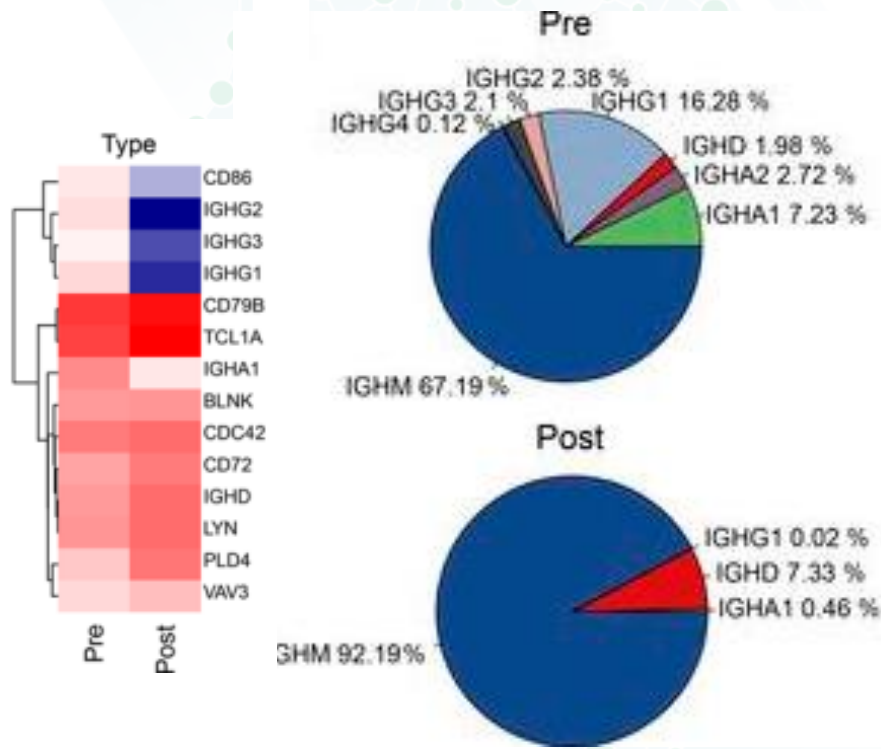 Type
CD86
IGHG2
IGHG3
IGHG1
CD79B
TCL1A
IGHA1
BLNK
CDC42
CD72
IGHD
LYN
PLD4
VAV3
Pre
Post
Pre
IGHG2 2.38 %
IGHG3 2.1 %
IGHG1 16.28 %
IGHG4 0.12 %
IGHD 1.98 %
IGHA2 2.72 %
IGHA1 7.23 %
IGHM 67.19 %
Post
IGHG1 0.02 %
IGHD 7.33 %
IGHA1 0.46 %
GHM 92.19%